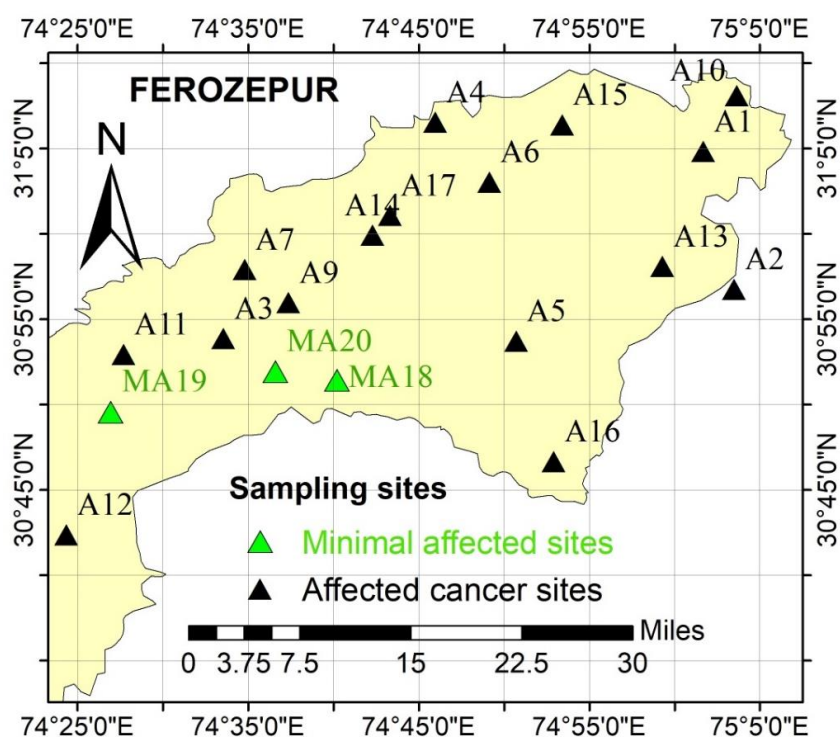 74°25'0"E 74°35'0"E 74°45'0"E 74°55'0"E 75°5'0"E
FEROZEPUR
N
A10
A4
A15
A1
A6
A17
A14
A7
A13
A2
A9
A11
A3
A5
MA20
MA19
MA18
A16
A12
31°5'0"N
30°55'0"N
30°45'0"N
31°5'0"N
30°55'0"N
30°45'0"N
Sampling sites
Minimal affected sites
Affected cancer sites
Miles
0 3.75 7.5 15 22.5 30
74°25'0"E 74°35'0"E 74°45'0"E 74°55'0"E 75°5'0"E